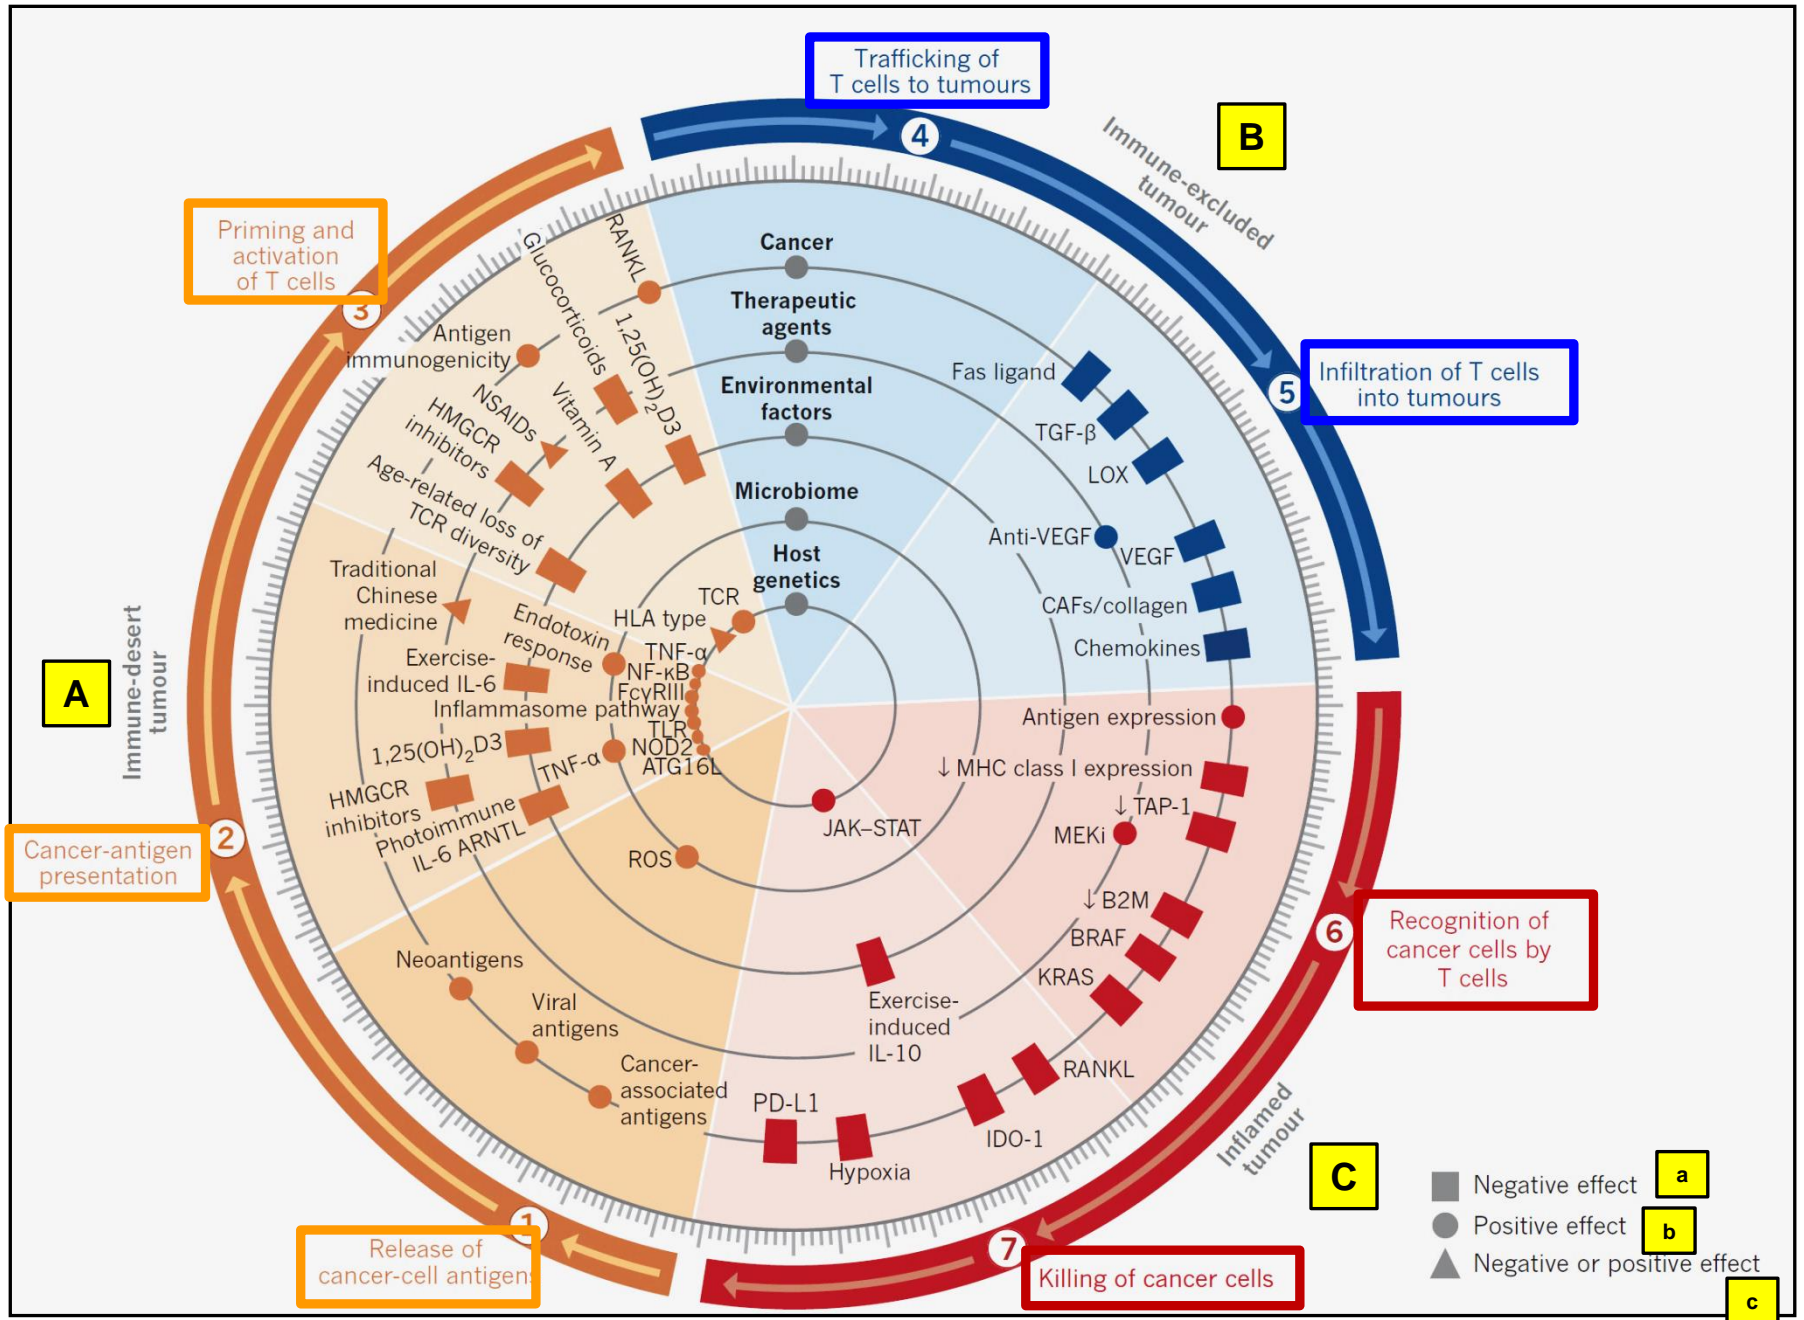 Trafficking of
T cells to tumours
4
B
Immune-excluded
tumour
Priming and
activation
of T cells
3
RANKL
Glucocorticoids
1,25(OH)2D3
Antigen
immunogenicity
NSAIDs
HMGCR
inhibitors
Vitamin A
Age-related loss of
TCR diversity
Cancer
Therapeutic
agents
Environmental
factors
Microbiome
Host
genetics
Fas ligand
TGF-β
LOX
Anti-VEGF
VEGF
CAFs/collagen
Chemokines
5
Infiltration of T cells
into tumours
Traditional
Chinese
medicine
Endotoxin
response
TCR
HLA type
TNF-α
NF-κB
FcγRIII
Inflammasome pathway
TLR
NOD2
ATG16L
Exercise-
induced IL-6
1,25(OH)2D3
TNF-α
HMGCR
inhibitors
Photoimmune
IL-6 ARNTL
A
Immune-desert
tumour
2
Cancer-antigen
presentation
Antigen expression
↓ MHC class I expression
↓ TAP-1
MEKi
JAK–STAT
ROS
↓ B2M
BRAF
KRAS
6
Recognition of
cancer cells by
T cells
Neoantigens
Viral
antigens
Cancer-
associated
antigens
Exercise-
induced
IL-10
RANKL
IDO-1
PD-L1
Hypoxia
Inflamed
tumour
C
1
Release of
cancer-cell antigens
7
Killing of cancer cells
Negative effect
a
Positive effect
b
Negative or positive effect
c